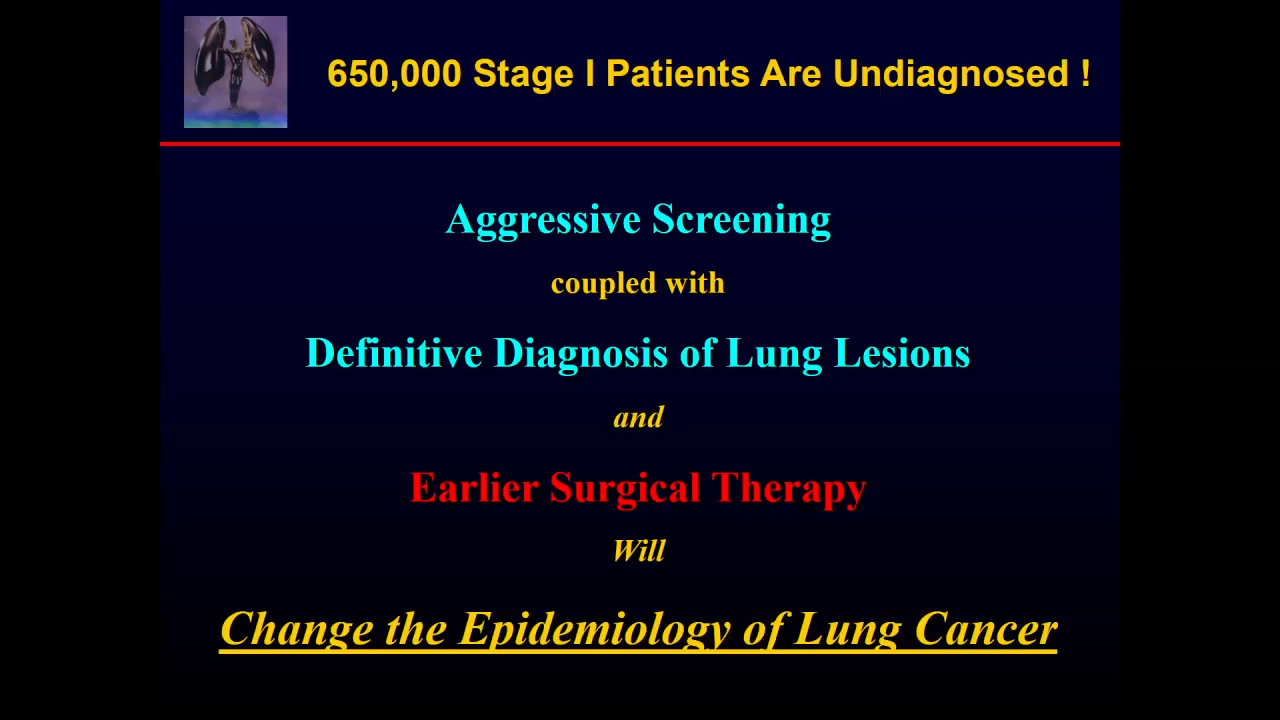 650,000 Stage I Patients Are Undiagnosed !
Aggressive Screening
coupled with
Definitive Diagnosis of Lung Lesions
and
Earlier Surgical Therapy
Will
Change the Epidemiology of Lung Cancer